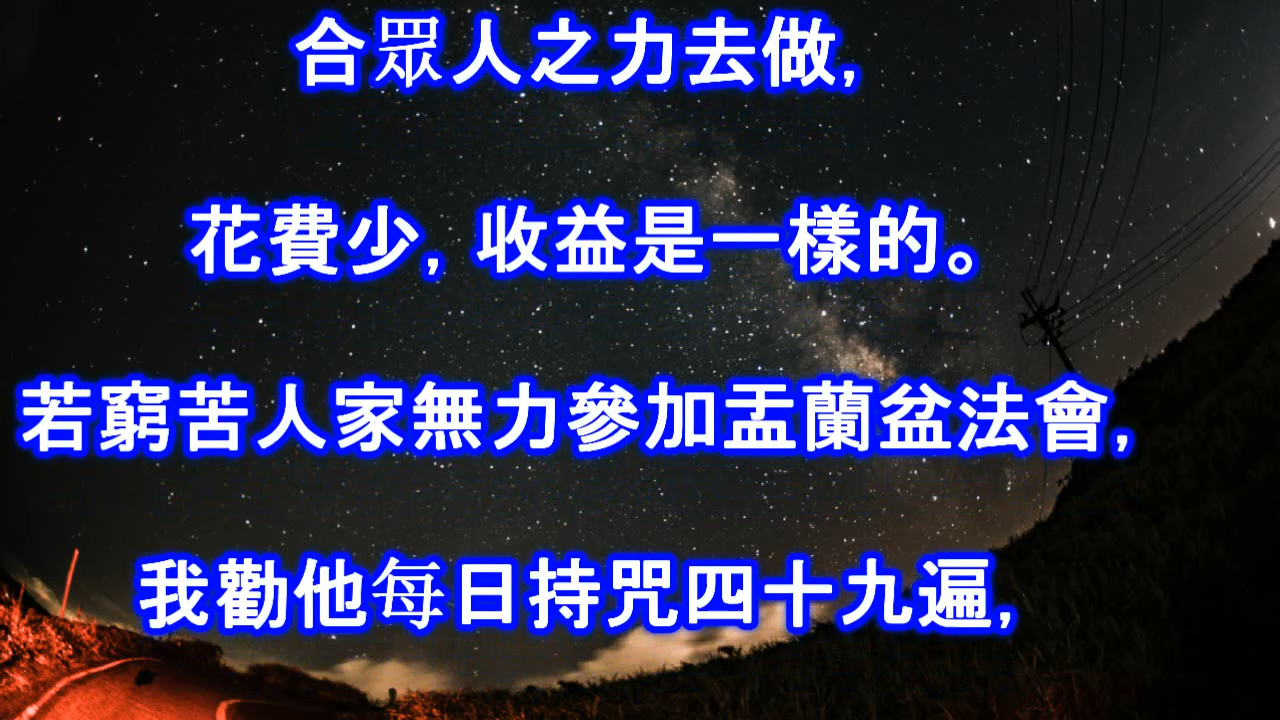 合眾人之力去做,
花費少, 收益是一樣的。
若窮苦人家無力參加盂蘭盆法會,
我勸他每日持咒四十九遍,